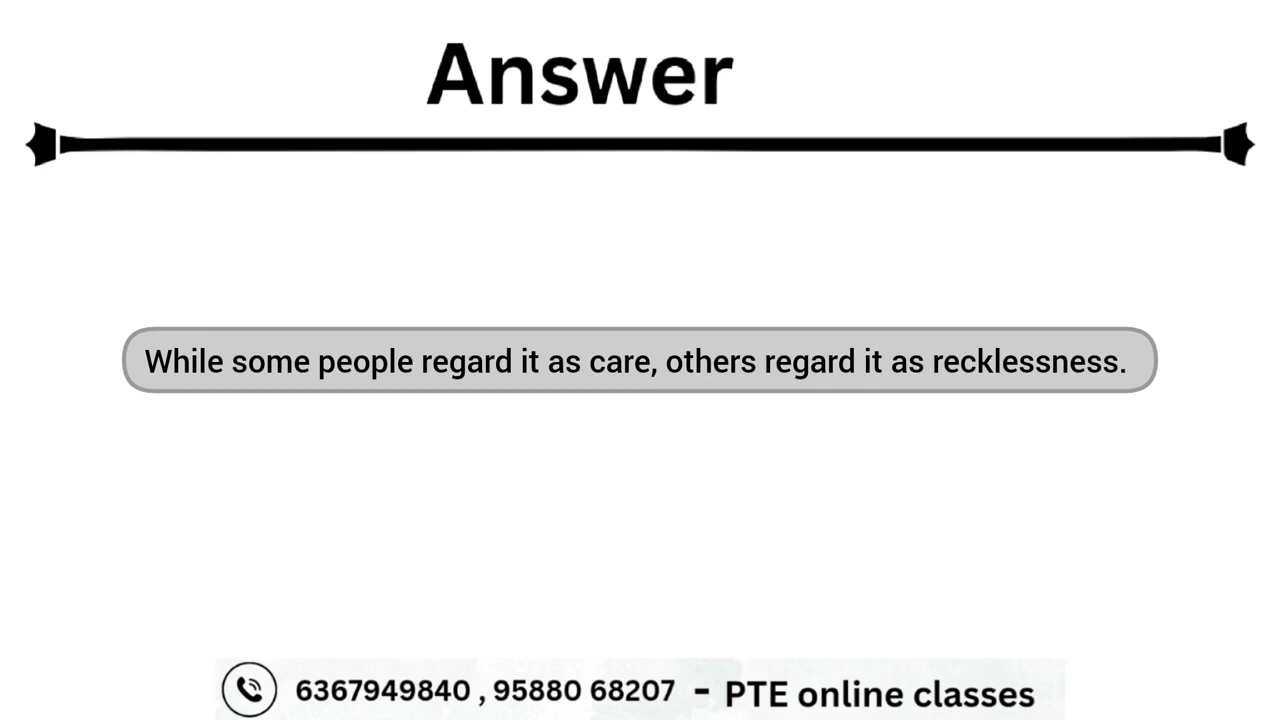 Answer
While some people regard it as care, others regard it as recklessness.
6367949840 , 95880 68207 - PTE online classes